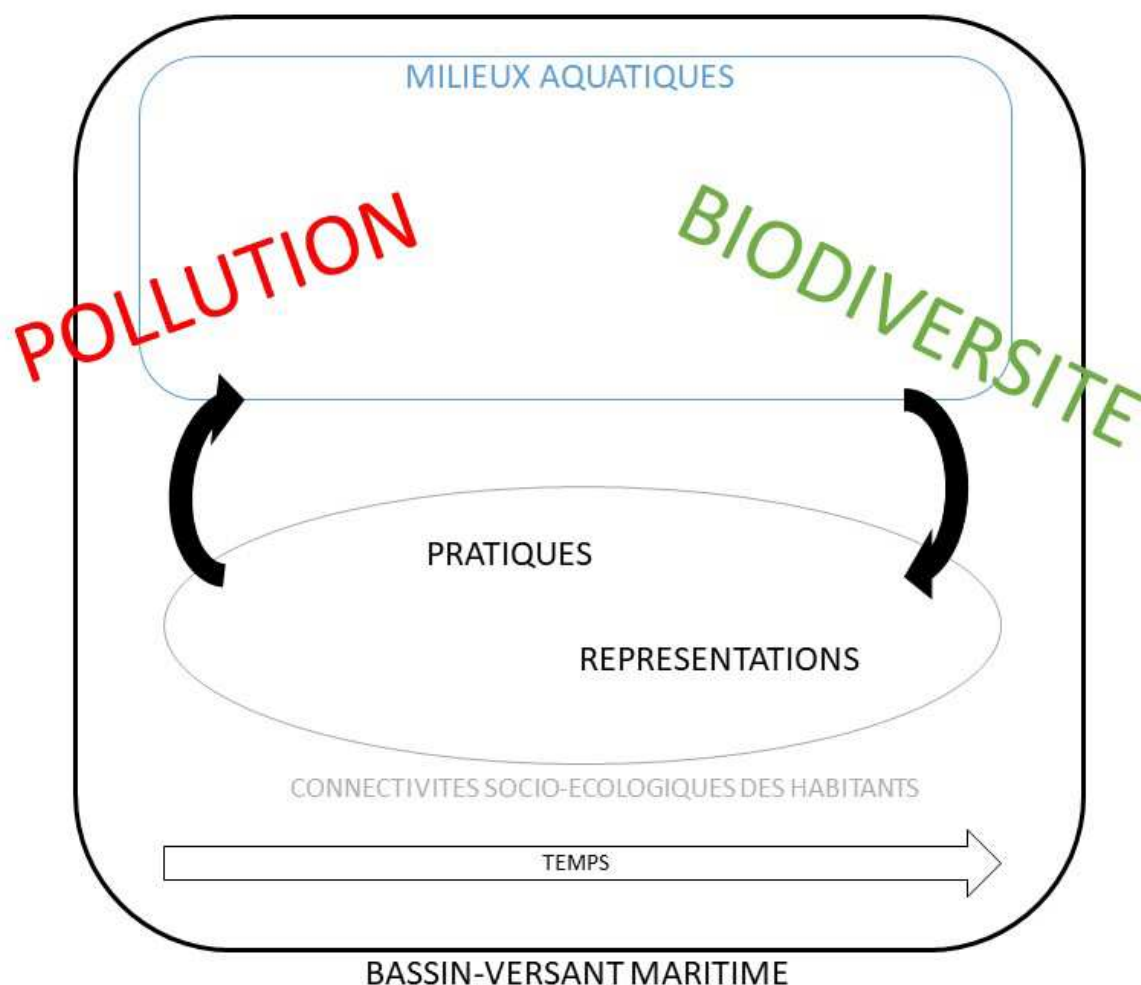 MILIEUX AQUATIQUES
POLLUTION
BIODIVERSITE
PRATIQUES
REPRESENTATIONS
CONNECTIVITES SOCIO-ECOLOGIQUES DES HABITANTS
TEMPS
BASSIN-VERSANT MARITIME